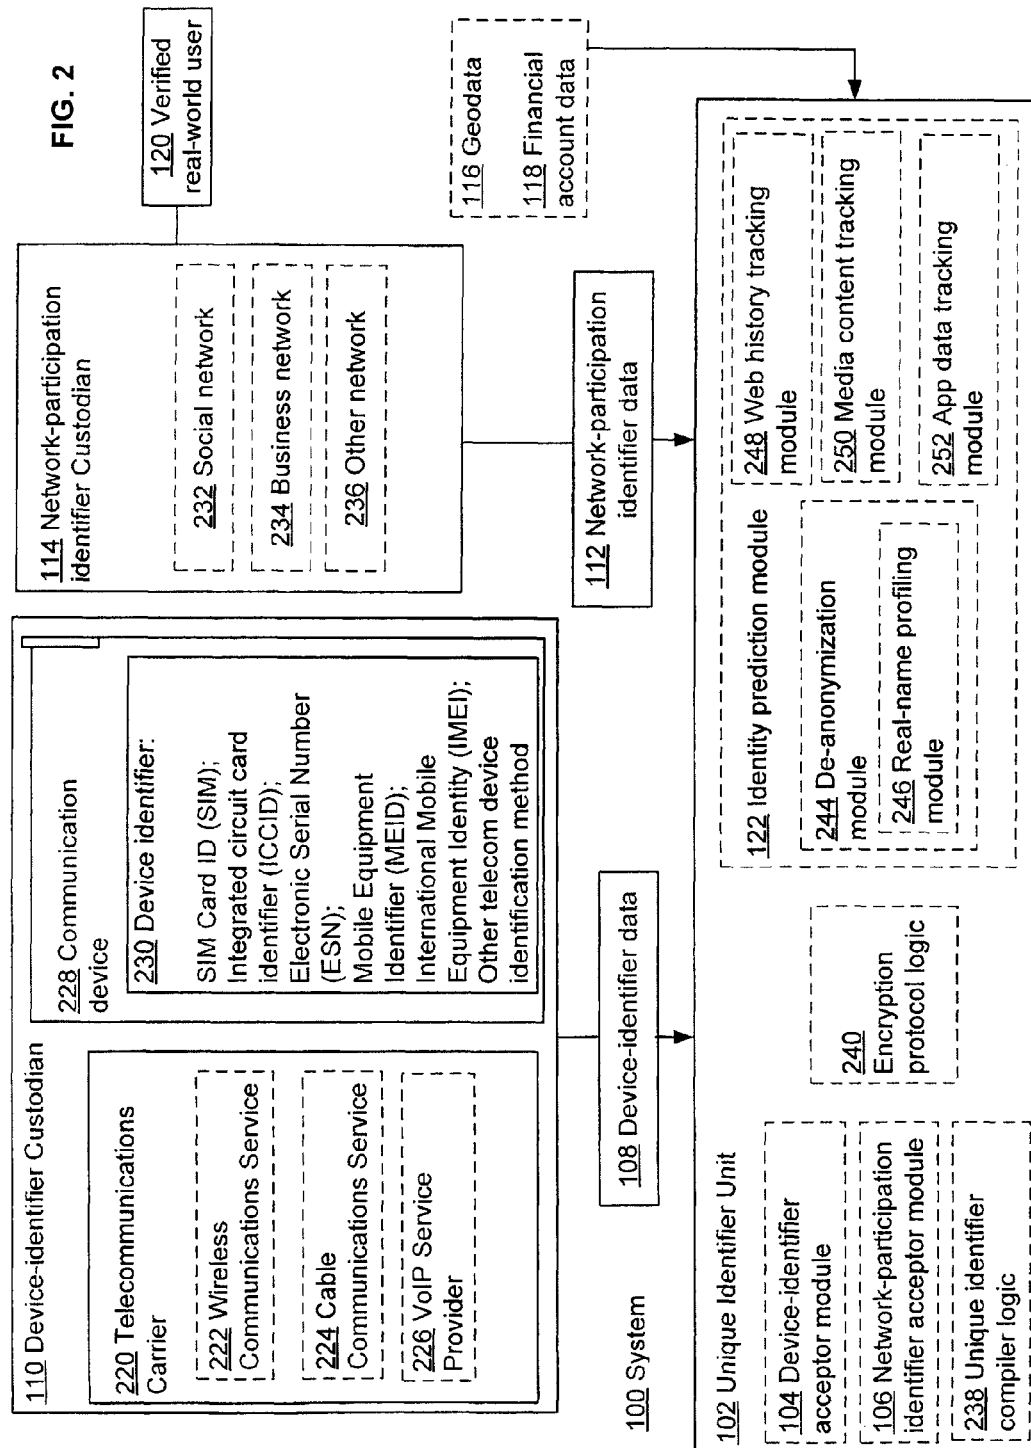 FIG. 2
110 Device-identifier Custodian
220 Telecommunications
Carrier
222 Wireless
Communications Service
224 Cable
Communications Service
226 VoIP Service
Provider
228 Communication
device
230 Device identifier:
SIM Card ID (SIM);
Integrated circuit card
identifier (ICCID);
Electronic Serial Number
(ESN);
Mobile Equipment
Identifier (MEID);
International Mobile
Equipment Identity (IMEI);
Other telecom device
identification method
114 Network-participation
identifier Custodian
232 Social network
234 Business network
236 Other network
120 Verified
real-world user
100 System
108 Device-identifier data
112 Network-participation
identifier data
116 Geodata
118 Financial
account data
102 Unique Identifier Unit
104 Device-identifier
acceptor module
106 Network-participation
identifier acceptor module
238 Unique identifier
compiler logic
240
Encryption
protocol logic
122 Identity prediction module
244 De-anonymization
module
246 Real-name profiling
module
248 Web history tracking
module
250 Media content tracking
module
252 App data tracking
module